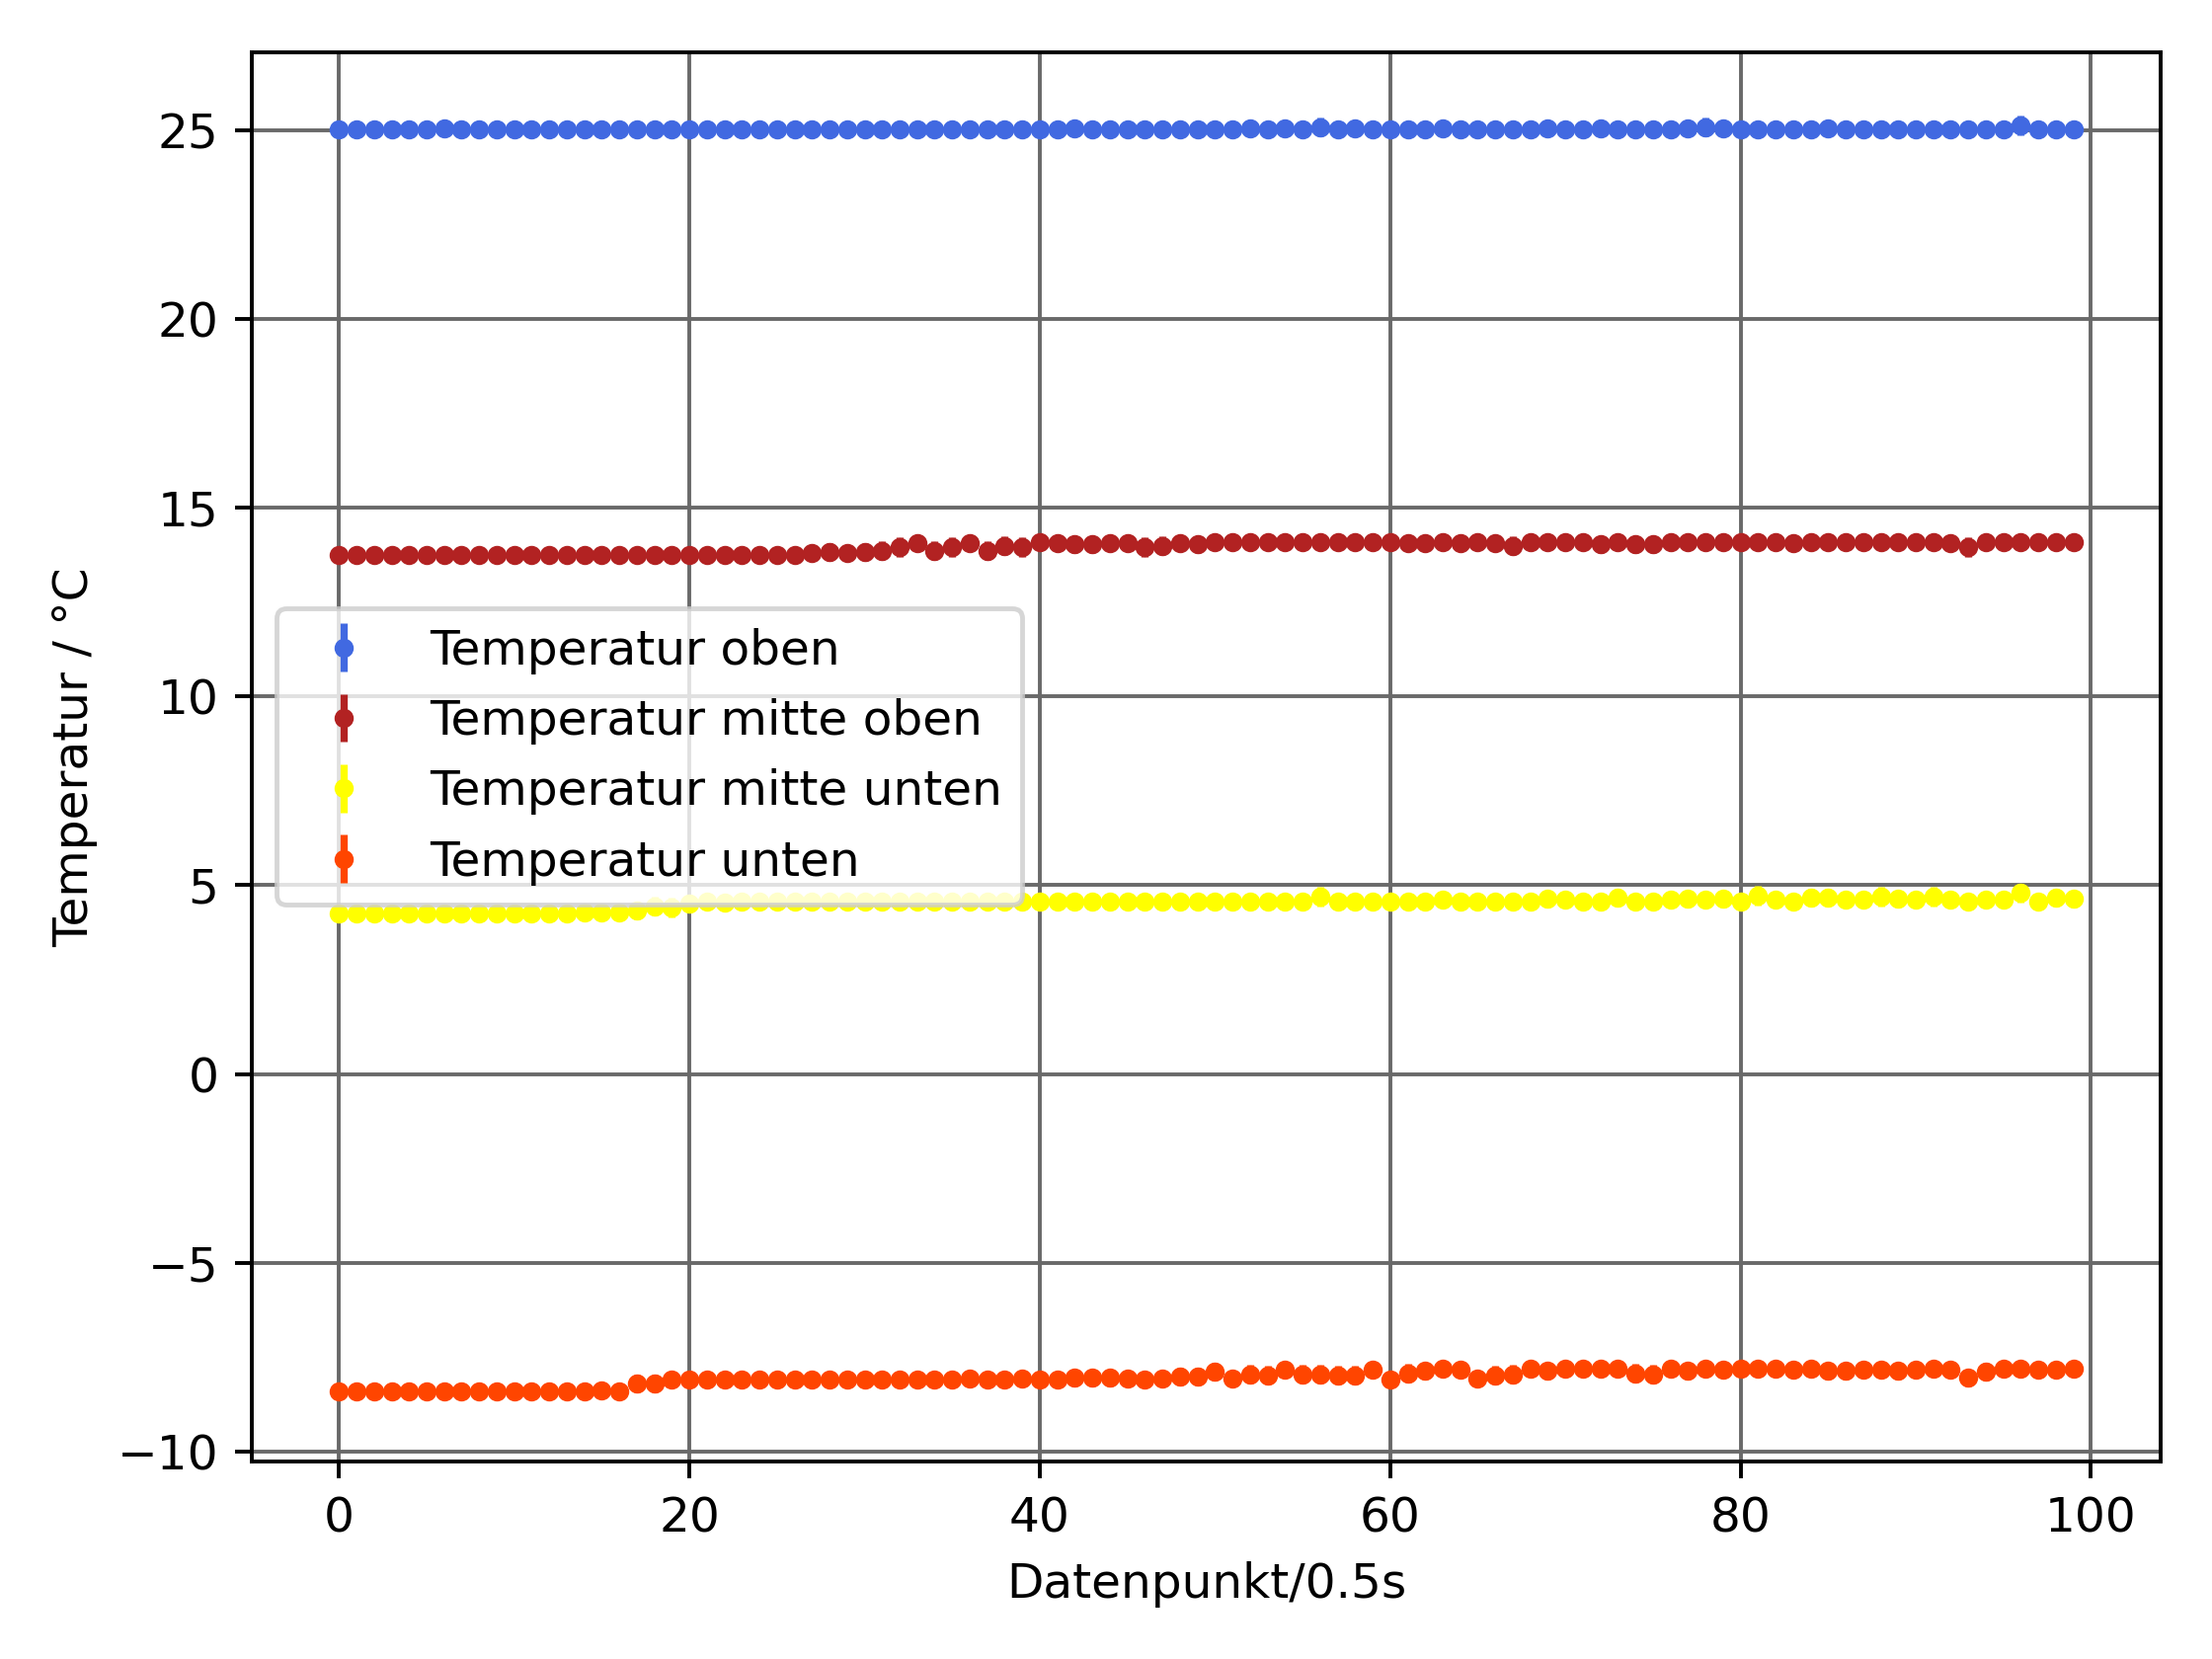 Temperatur / °C
25
20
15
10
5
0
−5
−10
Temperatur oben
Temperatur mitte oben
Temperatur mitte unten
Temperatur unten
0 20 40 60 80 100
Datenpunkt/0.5s